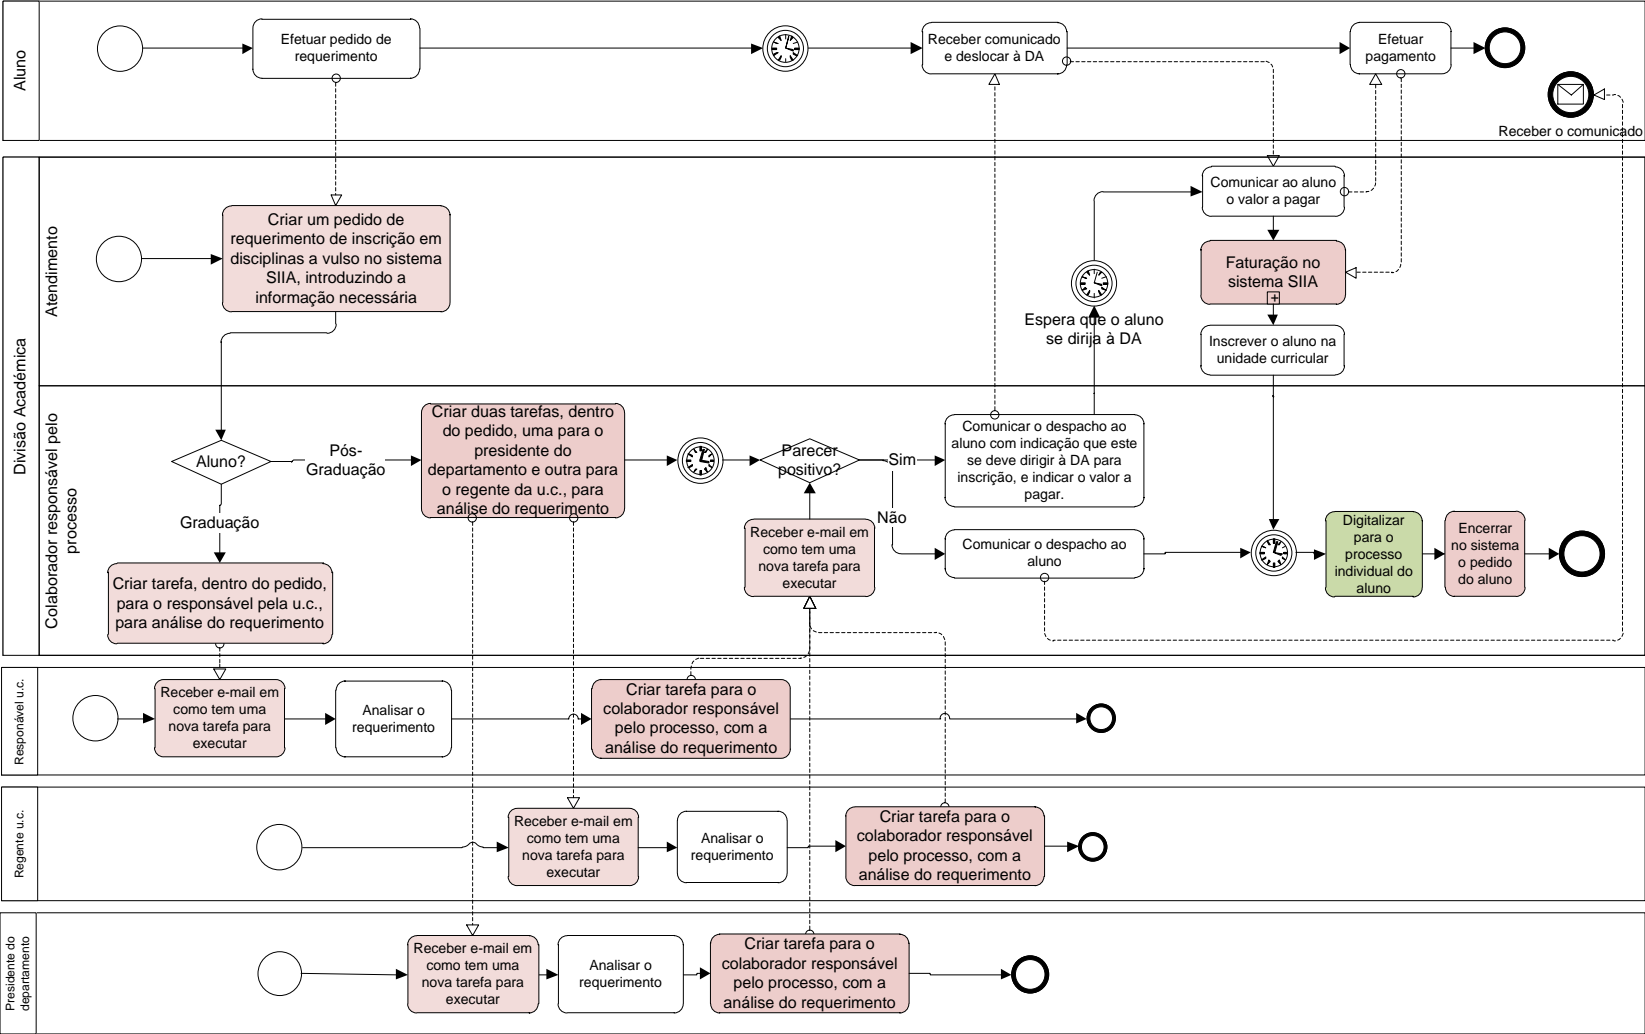 Aluno
Efetuar pedido de
requerimento
Receber comunicado
e deslocar à DA
Efetuar
pagamento
Receber o comunicado
Divisão Académica
Atendimento
Criar um pedido de
requerimento de inscrição em
disciplinas a vulso no sistema
SIIA, introduzindo a
informação necessária
Espera que o aluno
se dirija à DA
Comunicar ao aluno
o valor a pagar
Faturação no
sistema SIIA
Inscrever o aluno na
unidade curricular
Colaborador responsável pelo
processo
Aluno?
Pós-
Graduação
Graduação
Criar tarefa, dentro do pedido,
para o responsável pela u.c.,
para análise do requerimento
Criar duas tarefas, dentro
do pedido, uma para o
presidente do
departamento e outra para
o regente da u.c., para
análise do requerimento
Parecer
positivo?
Sim
Não
Receber e-mail em
como tem uma
nova tarefa para
executar
Comunicar o despacho ao
aluno com indicação que este
se deve dirigir à DA para
inscrição, e indicar o valor a
pagar.
Comunicar o despacho ao
aluno
Digitalizar
para o
processo
individual do
aluno
Encerrar
no sistema
o pedido
do aluno
Responsável u.c.
Receber e-mail em
como tem uma
nova tarefa para
executar
Analisar o
requerimento
Criar tarefa para o
colaborador responsável
pelo processo, com a
análise do requerimento
Regente u.c.
Receber e-mail em
como tem uma
nova tarefa para
executar
Analisar o
requerimento
Criar tarefa para o
colaborador responsável
pelo processo, com a
análise do requerimento
Presidente do
departamento
Receber e-mail em
como tem uma
nova tarefa para
executar
Analisar o
requerimento
Criar tarefa para o
colaborador responsável
pelo processo, com a
análise do requerimento